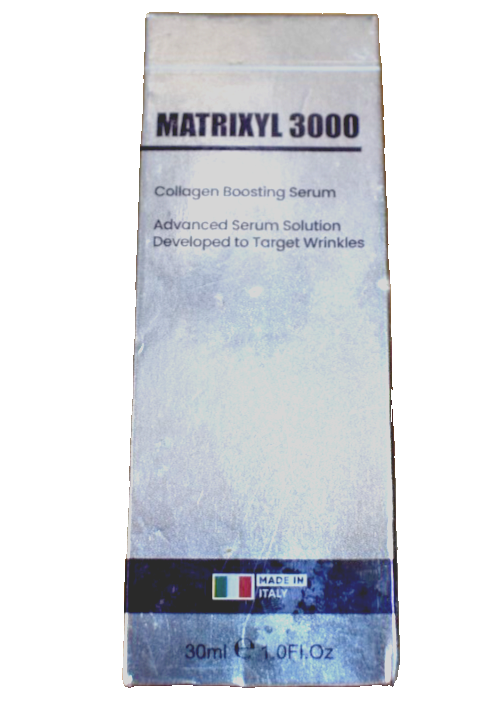 MATRIXYL 3000
Collagen Boosting Serum
Advanced Serum Solution
Developed to Target Wrinkles
MADE IN
ITALY
30ml ℮ 1.0Fl.Oz